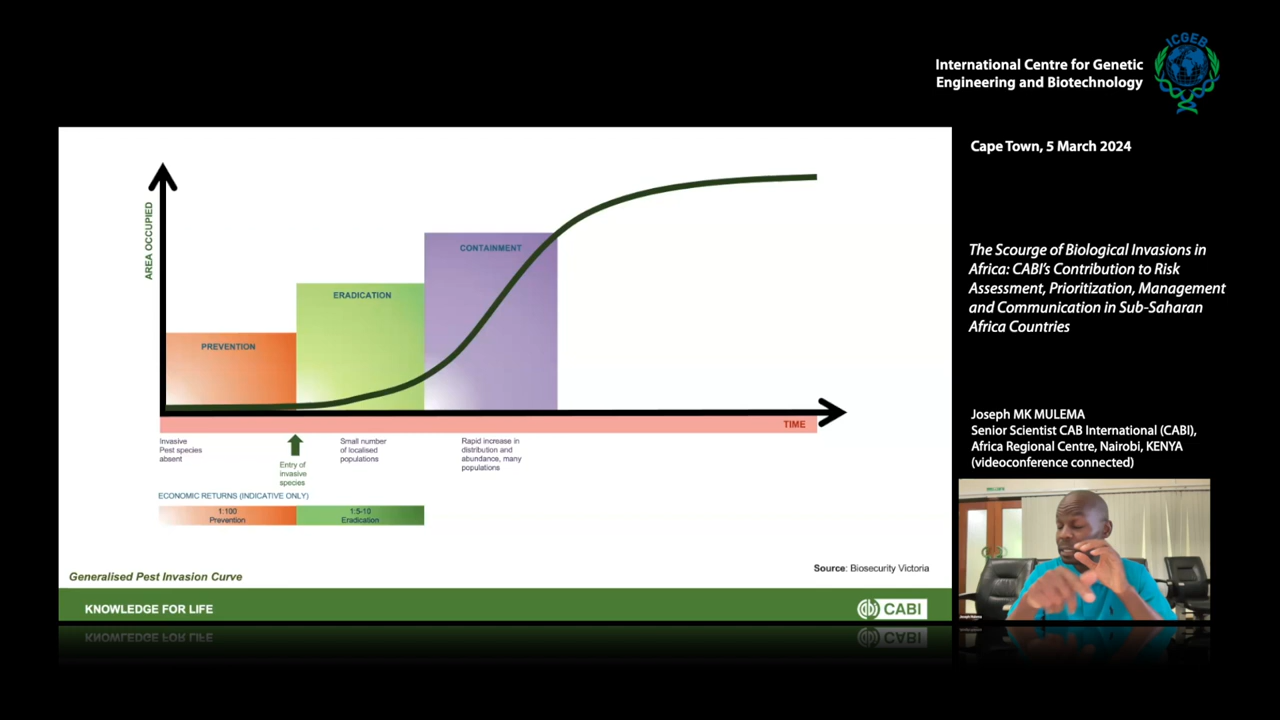 ICGEB
International Centre for Genetic
Engineering and Biotechnology
Cape Town, 5 March 2024
The Scourge of Biological Invasions in
Africa: CABI's Contribution to Risk
Assessment, Prioritization, Management
and Communication in Sub-Saharan
Africa Countries
Joseph MK MULEMA
Senior Scientist CAB International (CABI),
Africa Regional Centre, Nairobi, KENYA
(videoconference connected)
AREA OCCUPIED
PREVENTION
ERADICATION
CONTAINMENT
TIME
Invasive
Pest species
absent
Entry of
invasive
species
Small number
of localised
populations
Rapid increase in
distribution and
abundance, many
populations
ECONOMIC RETURNS (INDICATIVE ONLY)
1:100
Prevention
1:5-10
Eradication
Generalised Pest Invasion Curve
Source: Biosecurity Victoria
KNOWLEDGE FOR LIFE
CABI